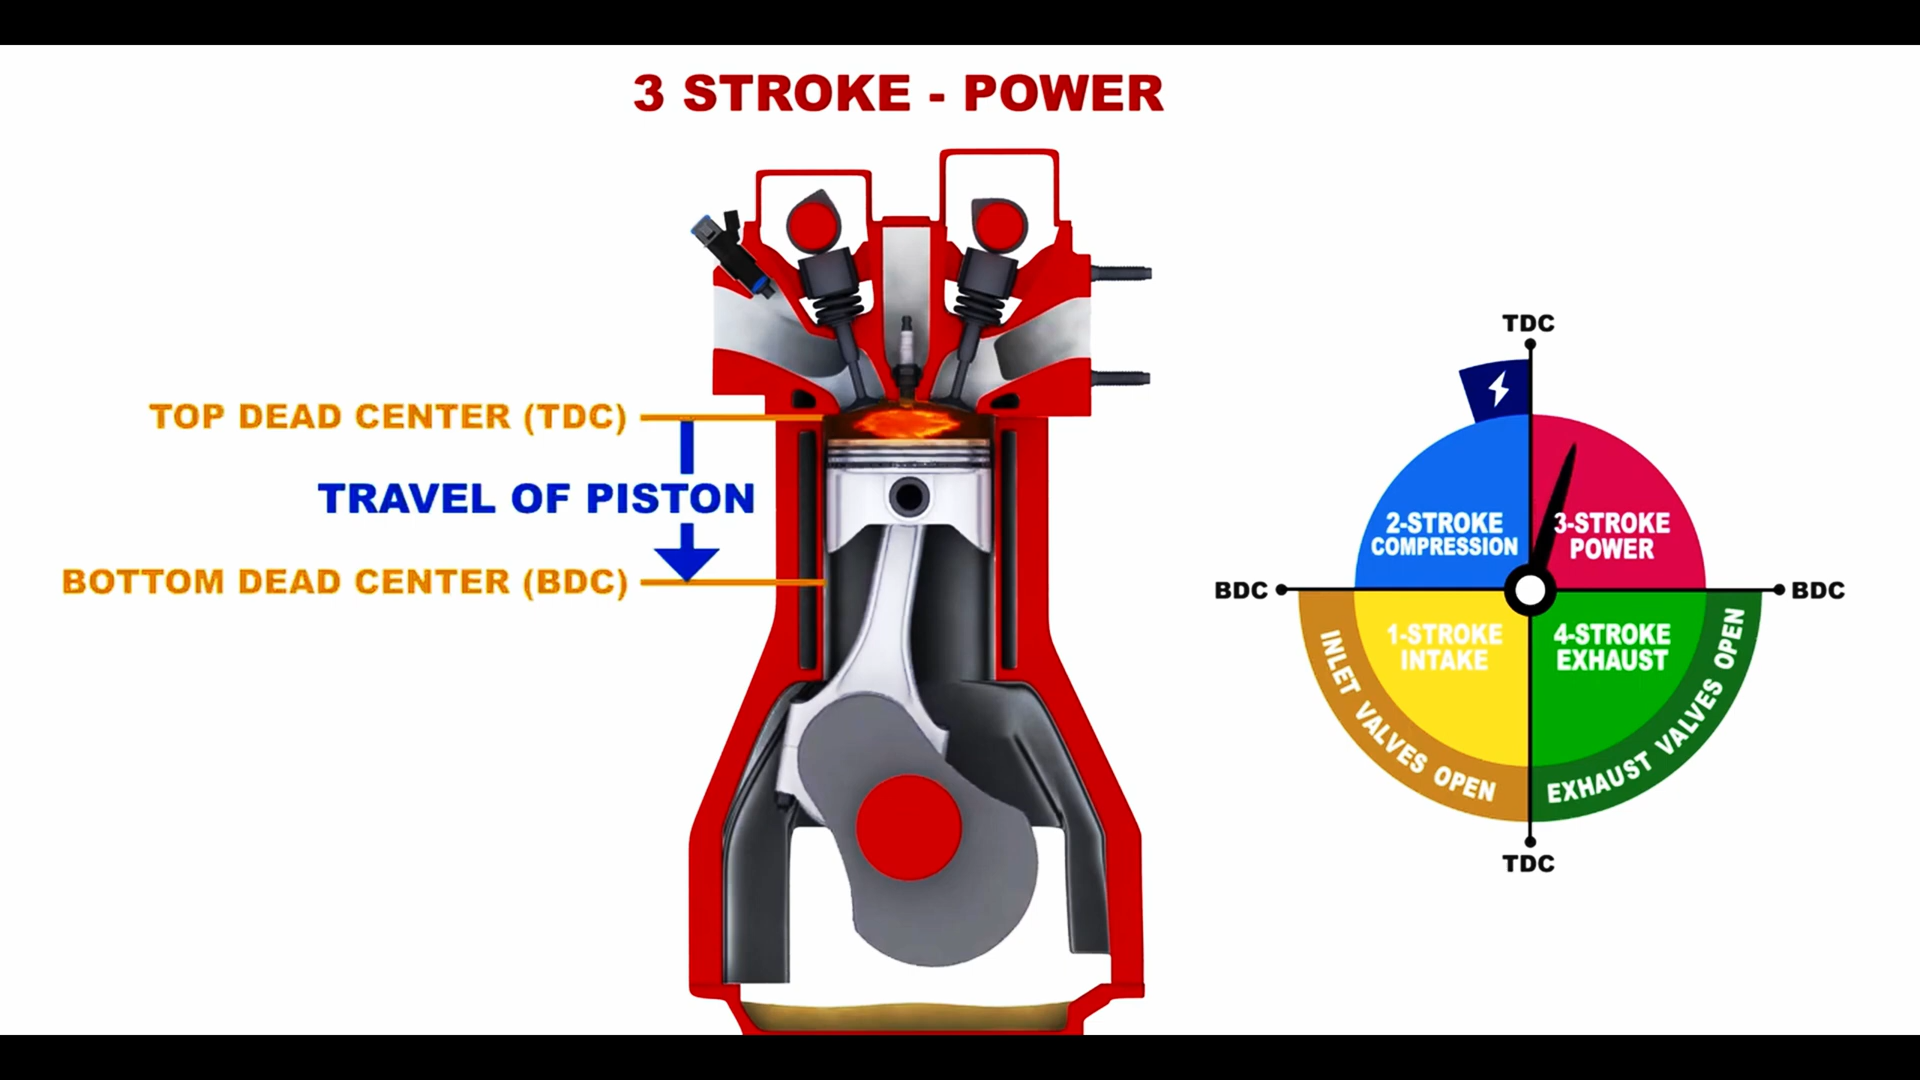 3 STROKE - POWER
TOP DEAD CENTER (TDC)
TRAVEL OF PISTON
BOTTOM DEAD CENTER (BDC)
TDC
2-STROKE
COMPRESSION
3-STROKE
POWER
BDC
BDC
1-STROKE
INTAKE
4-STROKE
EXHAUST
INLET VALVES OPEN
EXHAUST VALVES OPEN
TDC